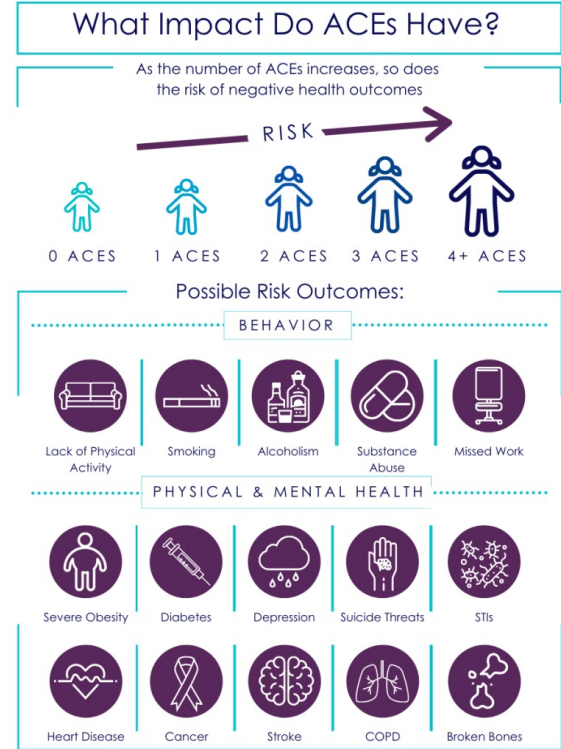 What Impact Do ACEs Have?
As the number of ACEs increases, so does
the risk of negative health outcomes
RISK
0 ACES
1 ACES
2 ACES
3 ACES
4+ ACES
Possible Risk Outcomes:
BEHAVIOR
Lack of Physical
Activity
Smoking
Alcoholism
Substance
Abuse
Missed Work
PHYSICAL & MENTAL HEALTH
Severe Obesity
Diabetes
Depression
Suicide Threats
STIs
Heart Disease
Cancer
Stroke
COPD
Broken Bones